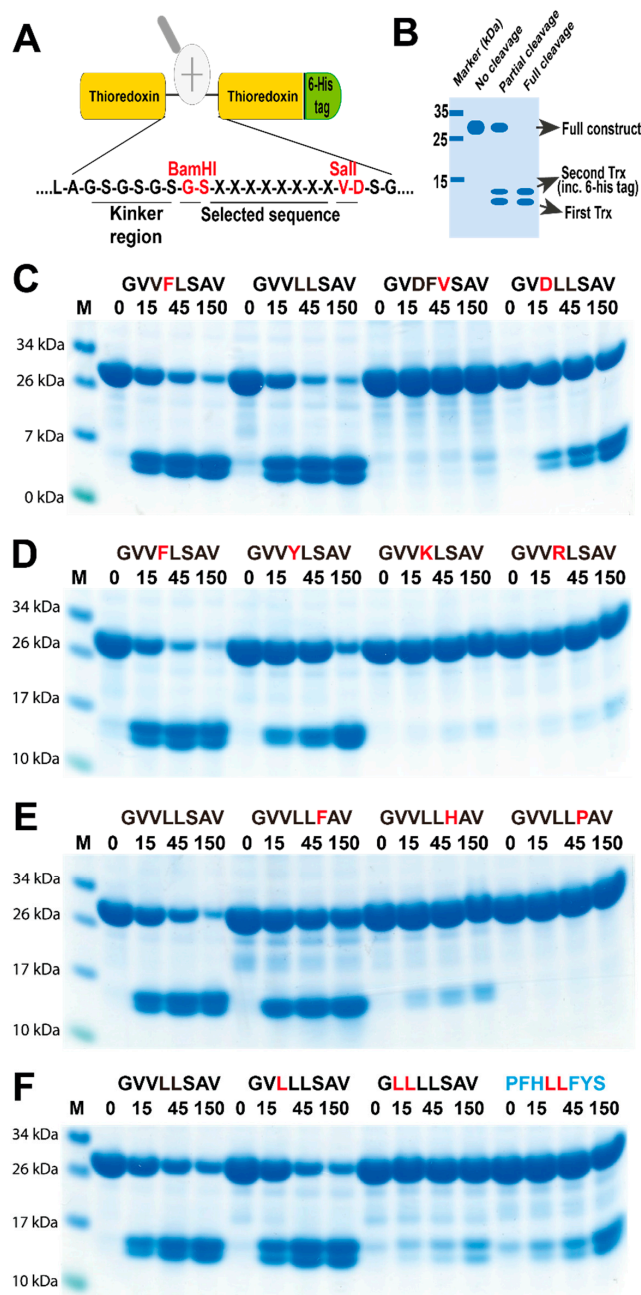 A
Thioredoxin
Thioredoxin
6-His
tag
BamHI
SalI
....L-A-G-S-G-S-G-S-G-S-X-X-X-X-X-X-X-X-V-D-S-G....
Kinker
region
Selected sequence
B
Marker (kDa)
No cleavage
Partial cleavage
Full cleavage
35
25
15
Full construct
Second Trx
(inc. 6-his tag)
First Trx
C
GVVFLSAV GVVLLSAV GVDFVSAV GVDLLSAV
M 0 15 45 150 0 15 45 150 0 15 45 150 0 15 45 150
34 kDa
26 kDa
7 kDa
0 kDa
D
GVVFLSAV GVVYLSAV GVVKLSAV GVVRLSAV
M 0 15 45 150 0 15 45 150 0 15 45 150 0 15 45 150
34 kDa
26 kDa
17 kDa
10 kDa
E
GVVLLSAV GVVLLFAV GVVLLHAV GVVLLPAV
M 0 15 45 150 0 15 45 150 0 15 45 150 0 15 45 150
34 kDa
26 kDa
17 kDa
10 kDa
F
GVVLLSAV GVLLLSAV GLLLLSAV PFHLLFYS
M 0 15 45 150 0 15 45 150 0 15 45 150 0 15 45 150
34 kDa
26 kDa
17 kDa
10 kDa